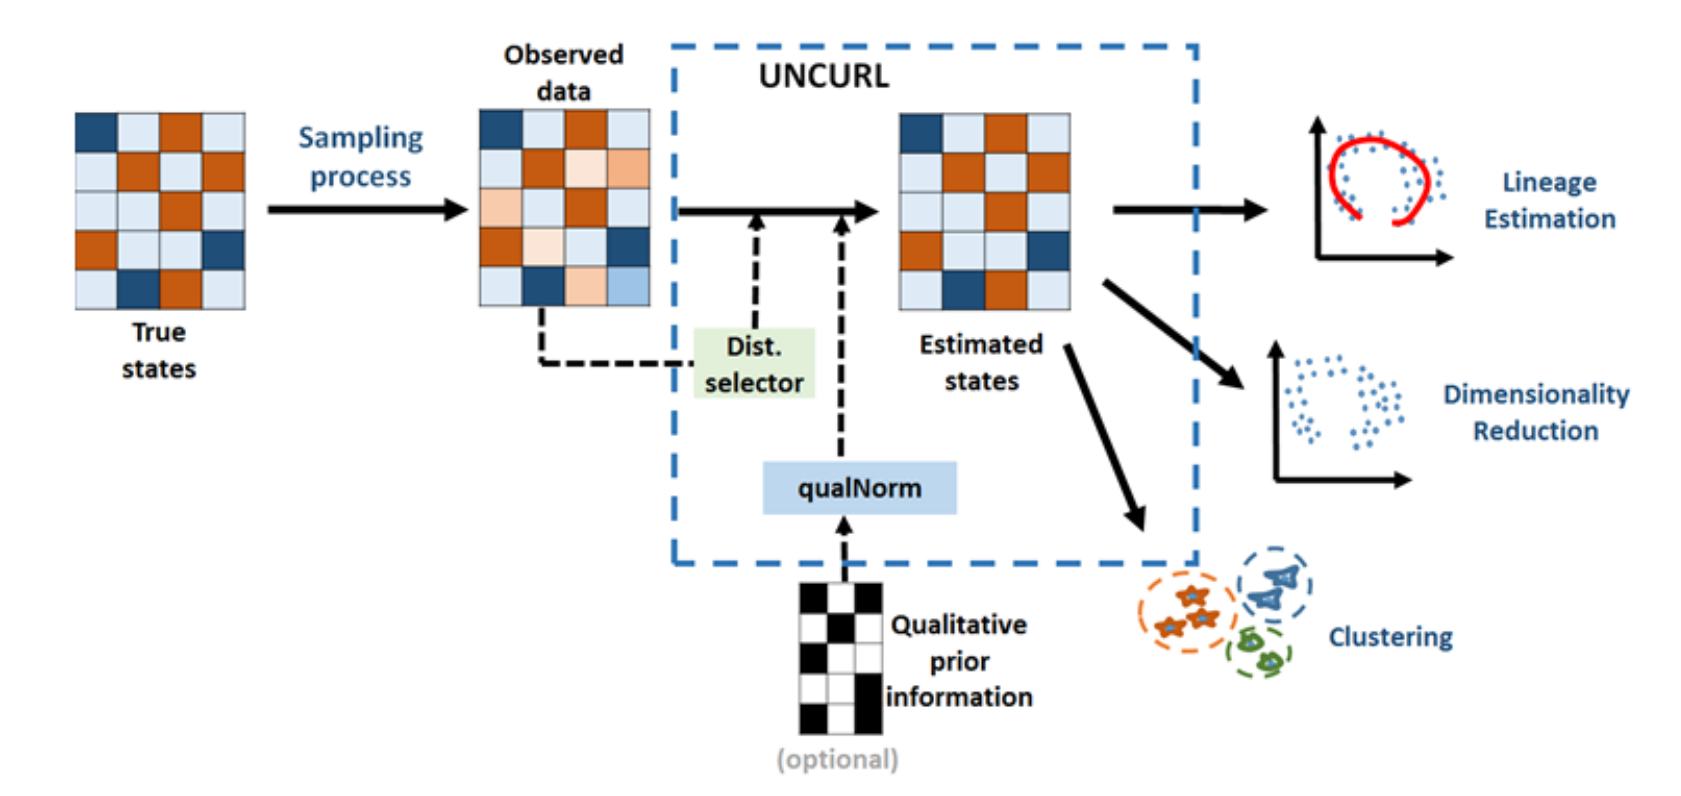 Observed
data
UNCURL
Sampling
process
Lineage
Estimation
True
states
Dist.
selector
Estimated
states
Dimensionality
Reduction
qualNorm
Qualitative
prior
information
Clustering
(optional)